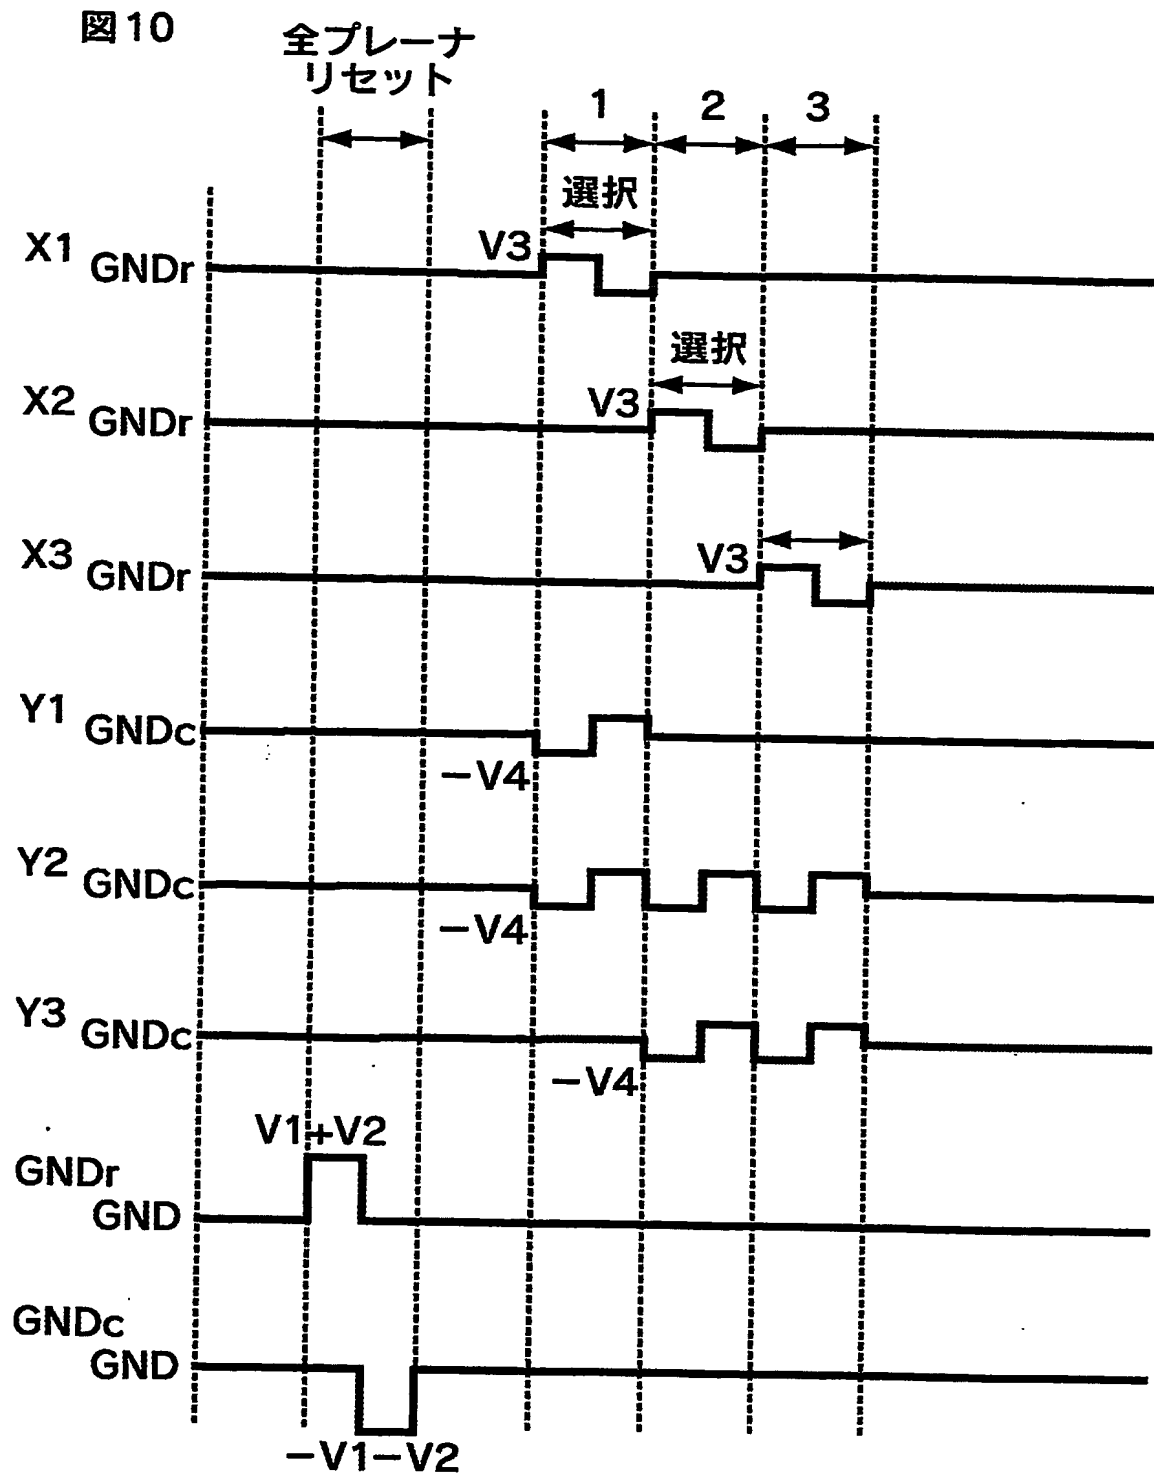 図10
全プレーナ
リセット
1 2 3
選択
X1 GNDr V3
選択
X2 GNDr V3
X3 GNDr V3
Y1 GNDc
−V4
Y2 GNDc
−V4
Y3 GNDc
−V4
V1+V2
GNDr
GND
GNDc
GND
−V1−V2